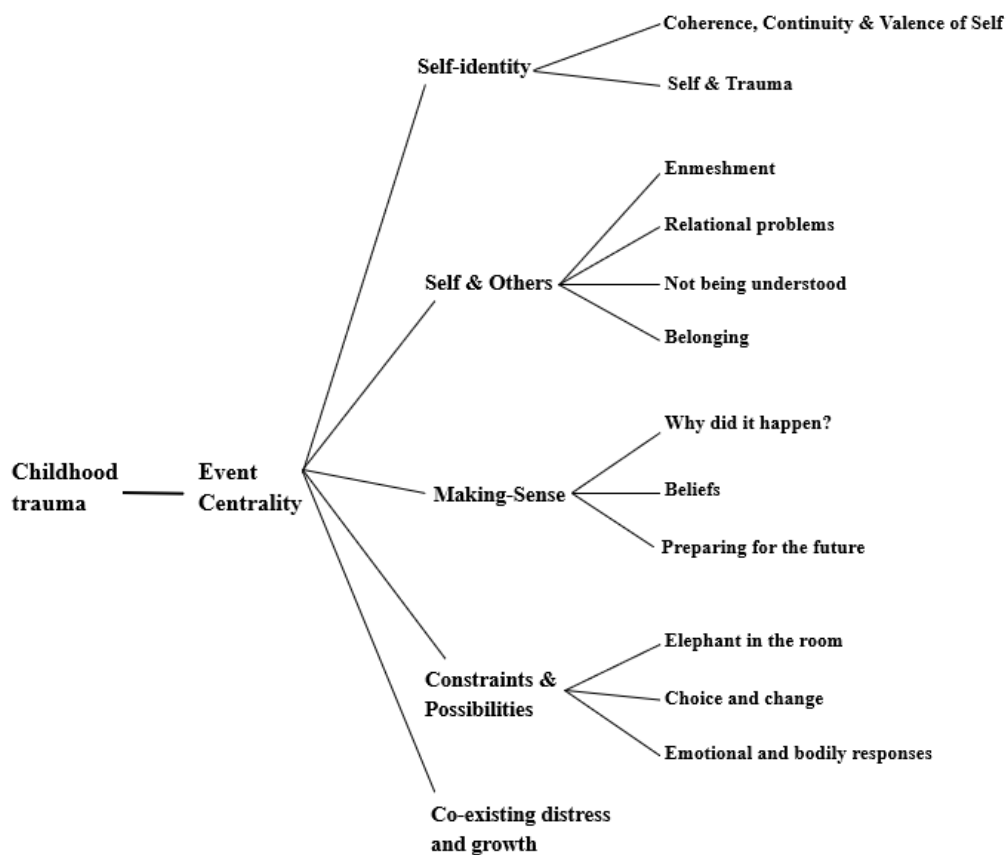 Childhood
trauma
Event
Centrality
Self-identity
Coherence, Continuity & Valence of Self
Self & Trauma
Self & Others
Enmeshment
Relational problems
Not being understood
Belonging
Making-Sense
Why did it happen?
Beliefs
Preparing for the future
Constraints &
Possibilities
Elephant in the room
Choice and change
Emotional and bodily responses
Co-existing distress
and growth